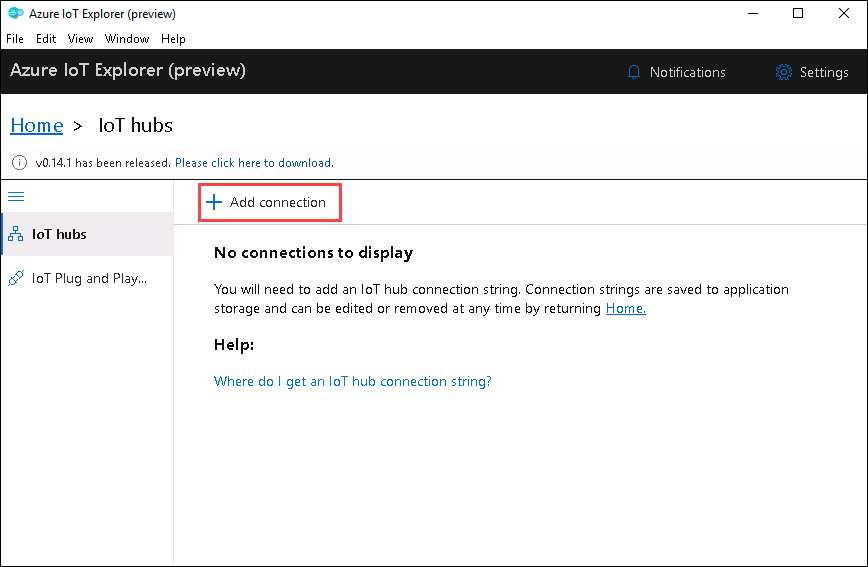 Azure IoT Explorer (preview)
File Edit View Window Help
Azure IoT Explorer (preview)
Notifications
Settings
Home > IoT hubs
v0.14.1 has been released. Please click here to download.
Add connection
IoT hubs
IoT Plug and Play...
No connections to display
You will need to add an IoT hub connection string. Connection strings are saved to application
storage and can be edited or removed at any time by returning Home.
Help:
Where do I get an IoT hub connection string?